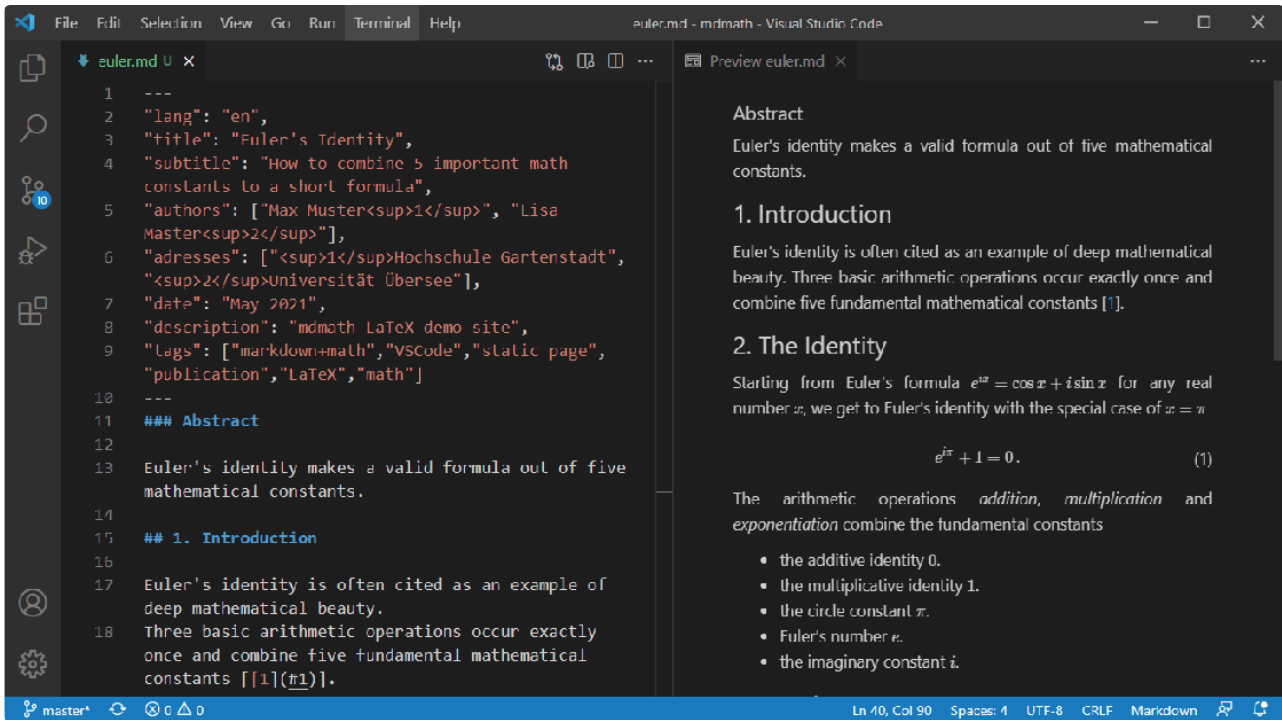 File Edit Selection View Go Run Terminal Help euler.md - mdmath - Visual Studio Code
euler.md U
Preview euler.md
1 ---
2 "lang": "en",
3 "title": "Euler's Identity",
4 "subtitle": "How to combine 5 important math
constants to a short formula",
5 "authors": ["Max Muster<sup>1</sup>", "Lisa
Master<sup>2</sup>"],
6 "adresses": ["<sup>1</sup>Hochschule Gartenstadt",
"<sup>2</sup>Universität Übersee"],
7 "date": "May 2021",
8 "description": "mdmath LaTeX demo site",
9 "tags": ["markdown+math","VSCode","static page",
"publication","LaTeX","math"]
10 ---
11 ### Abstract
12
13 Euler's identity makes a valid formula out of five
mathematical constants.
14
15 ## 1. Introduction
16
17 Euler's identity is often cited as an example of
deep mathematical beauty.
18 Three basic arithmetic operations occur exactly
once and combine five fundamental mathematical
constants [[1](#1)].
Abstract
Euler's identity makes a valid formula out of five mathematical
constants.
1. Introduction
Euler's identity is often cited as an example of deep mathematical
beauty. Three basic arithmetic operations occur exactly once and
combine five fundamental mathematical constants [1].
2. The Identity
Starting from Euler's formula e^{ix} = cos x + i sin x for any real
number x, we get to Euler's identity with the special case of x = π
e^{iπ} + 1 = 0. (1)
The arithmetic operations addition, multiplication and
exponentiation combine the fundamental constants
• the additive identity 0.
• the multiplicative identity 1.
• the circle constant π.
• Euler's number e.
• the imaginary constant i.
10
master* 0 0 Ln 40, Col 90 Spaces: 4 UTF-8 CRLF Markdown